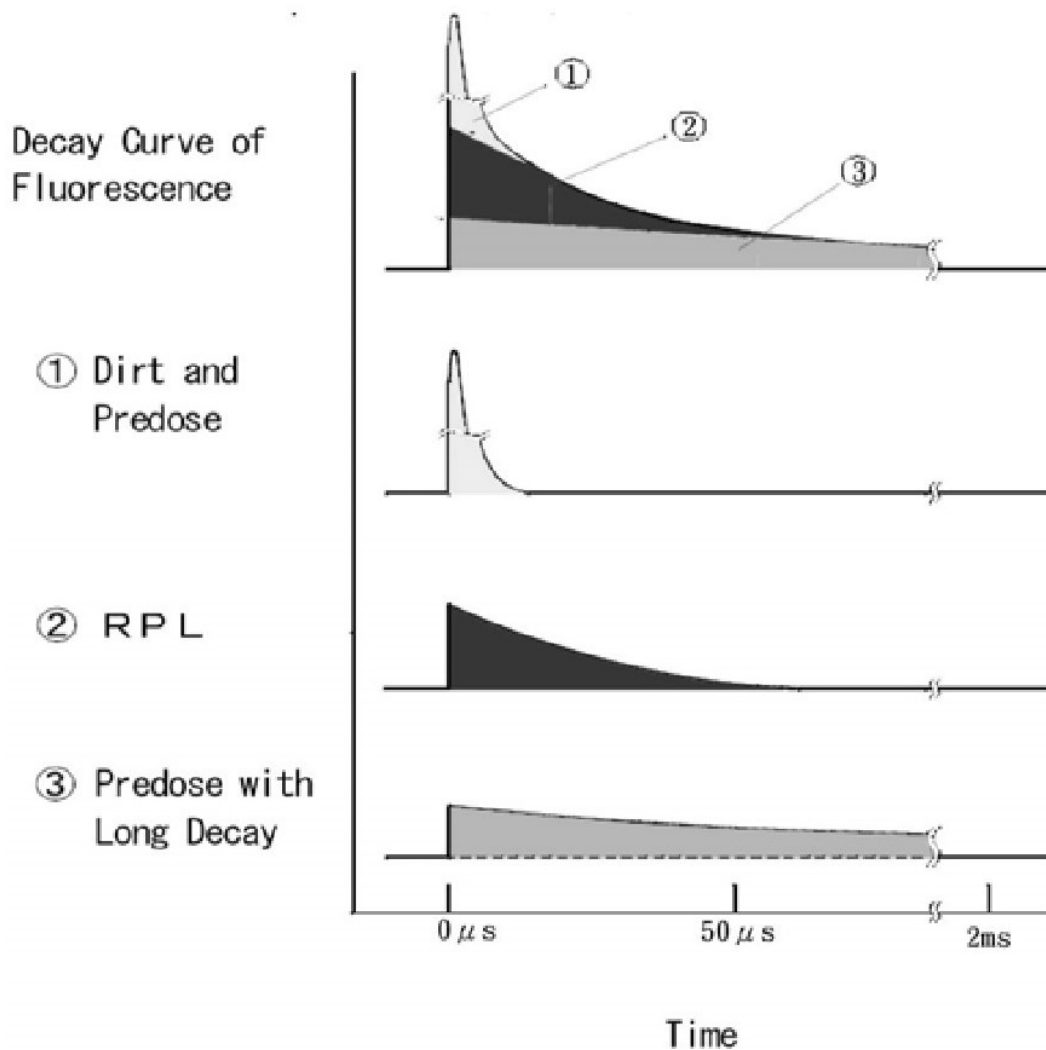 ①
②
③
Decay Curve of
Fluorescence
① Dirt and
Predose
② RPL
③ Predose with
Long Decay
0μs
50μs
2ms
Time